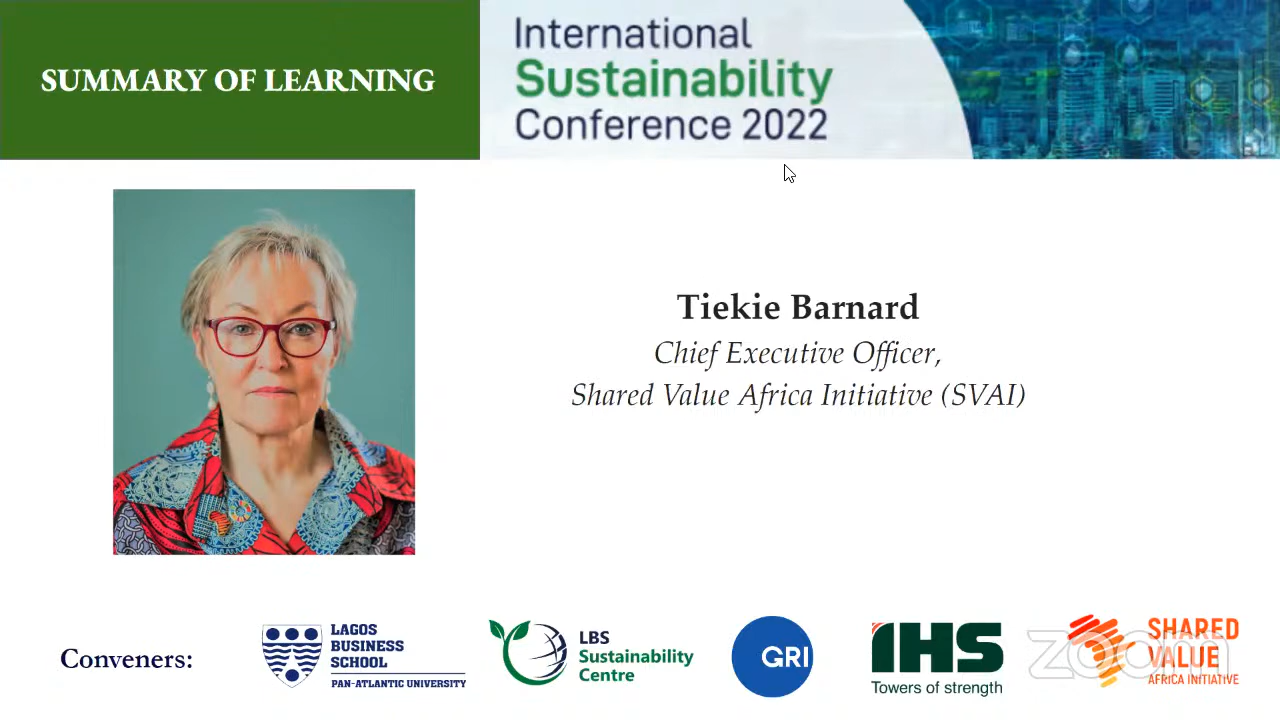 SUMMARY OF LEARNING
International
Sustainability
Conference 2022
Tiekie Barnard
Chief Executive Officer,
Shared Value Africa Initiative (SVAI)
Conveners:
LAGOS
BUSINESS
SCHOOL
PAN-ATLANTIC UNIVERSITY
LBS
Sustainability
Centre
GRI
IHS
Towers of strength
zoom
SHARED
VALUE
AFRICA INITIATIVE